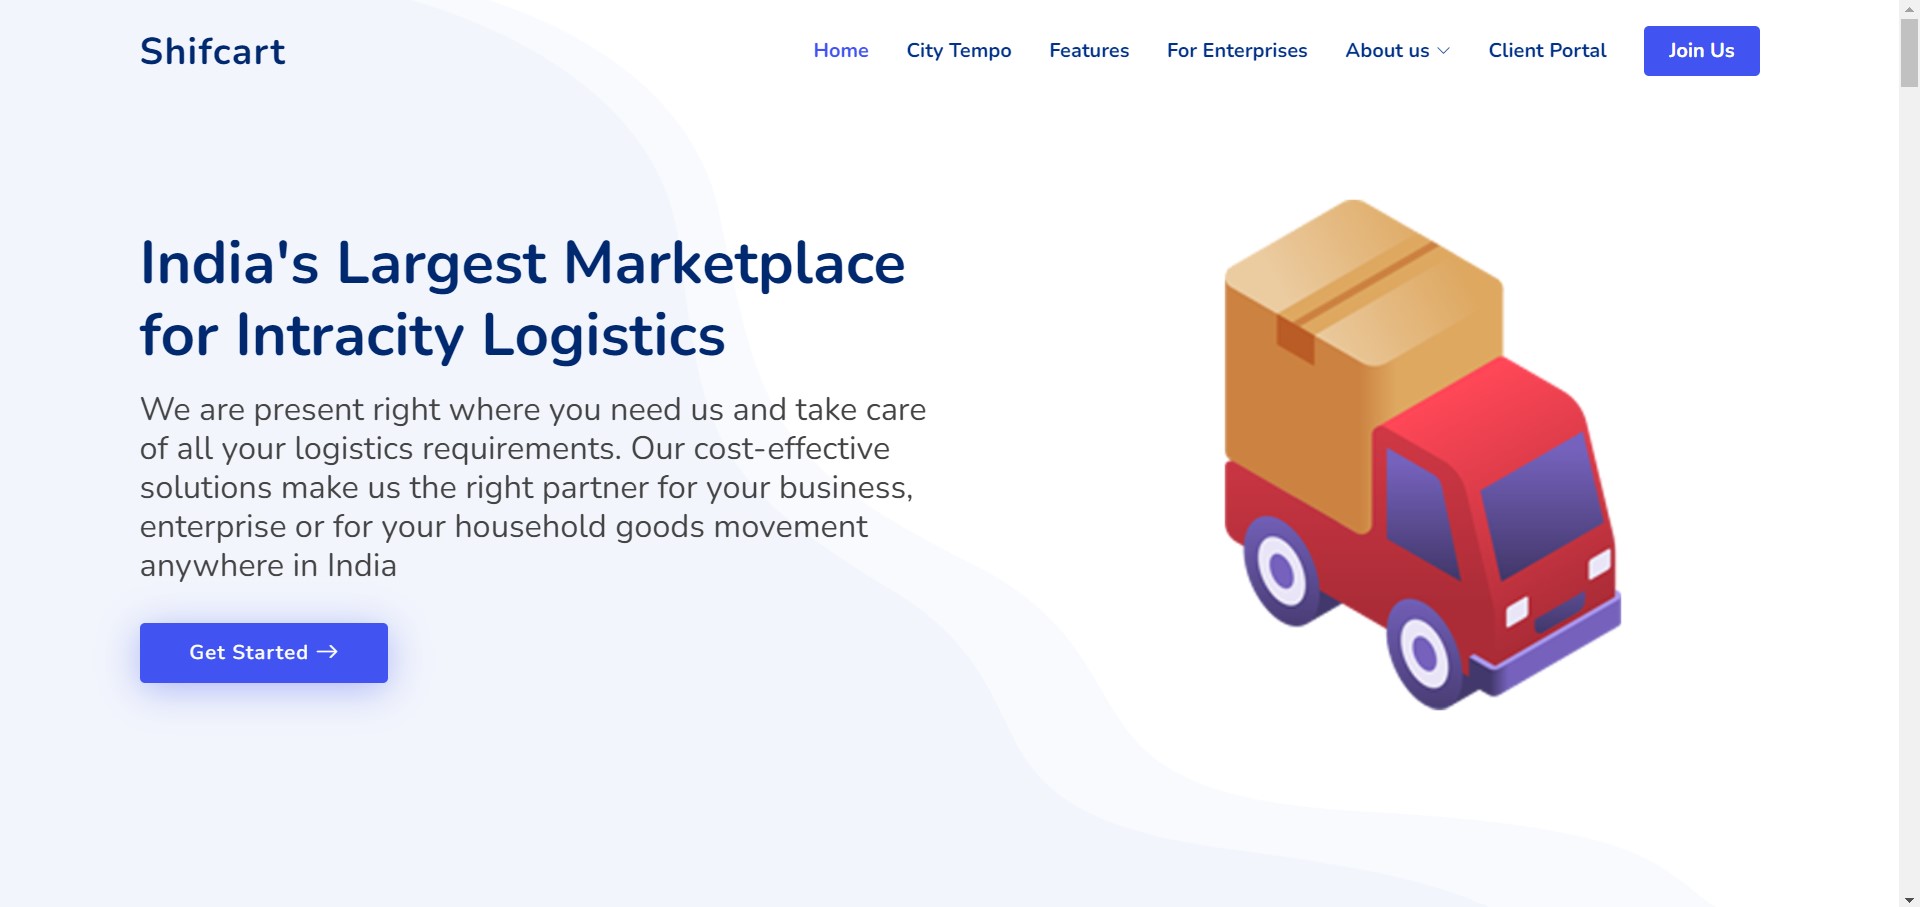 Shifcart
Home City Tempo Features For Enterprises About us Client Portal Join Us
India's Largest Marketplace
for Intracity Logistics
We are present right where you need us and take care
of all your logistics requirements. Our cost-effective
solutions make us the right partner for your business,
enterprise or for your household goods movement
anywhere in India
Get Started →